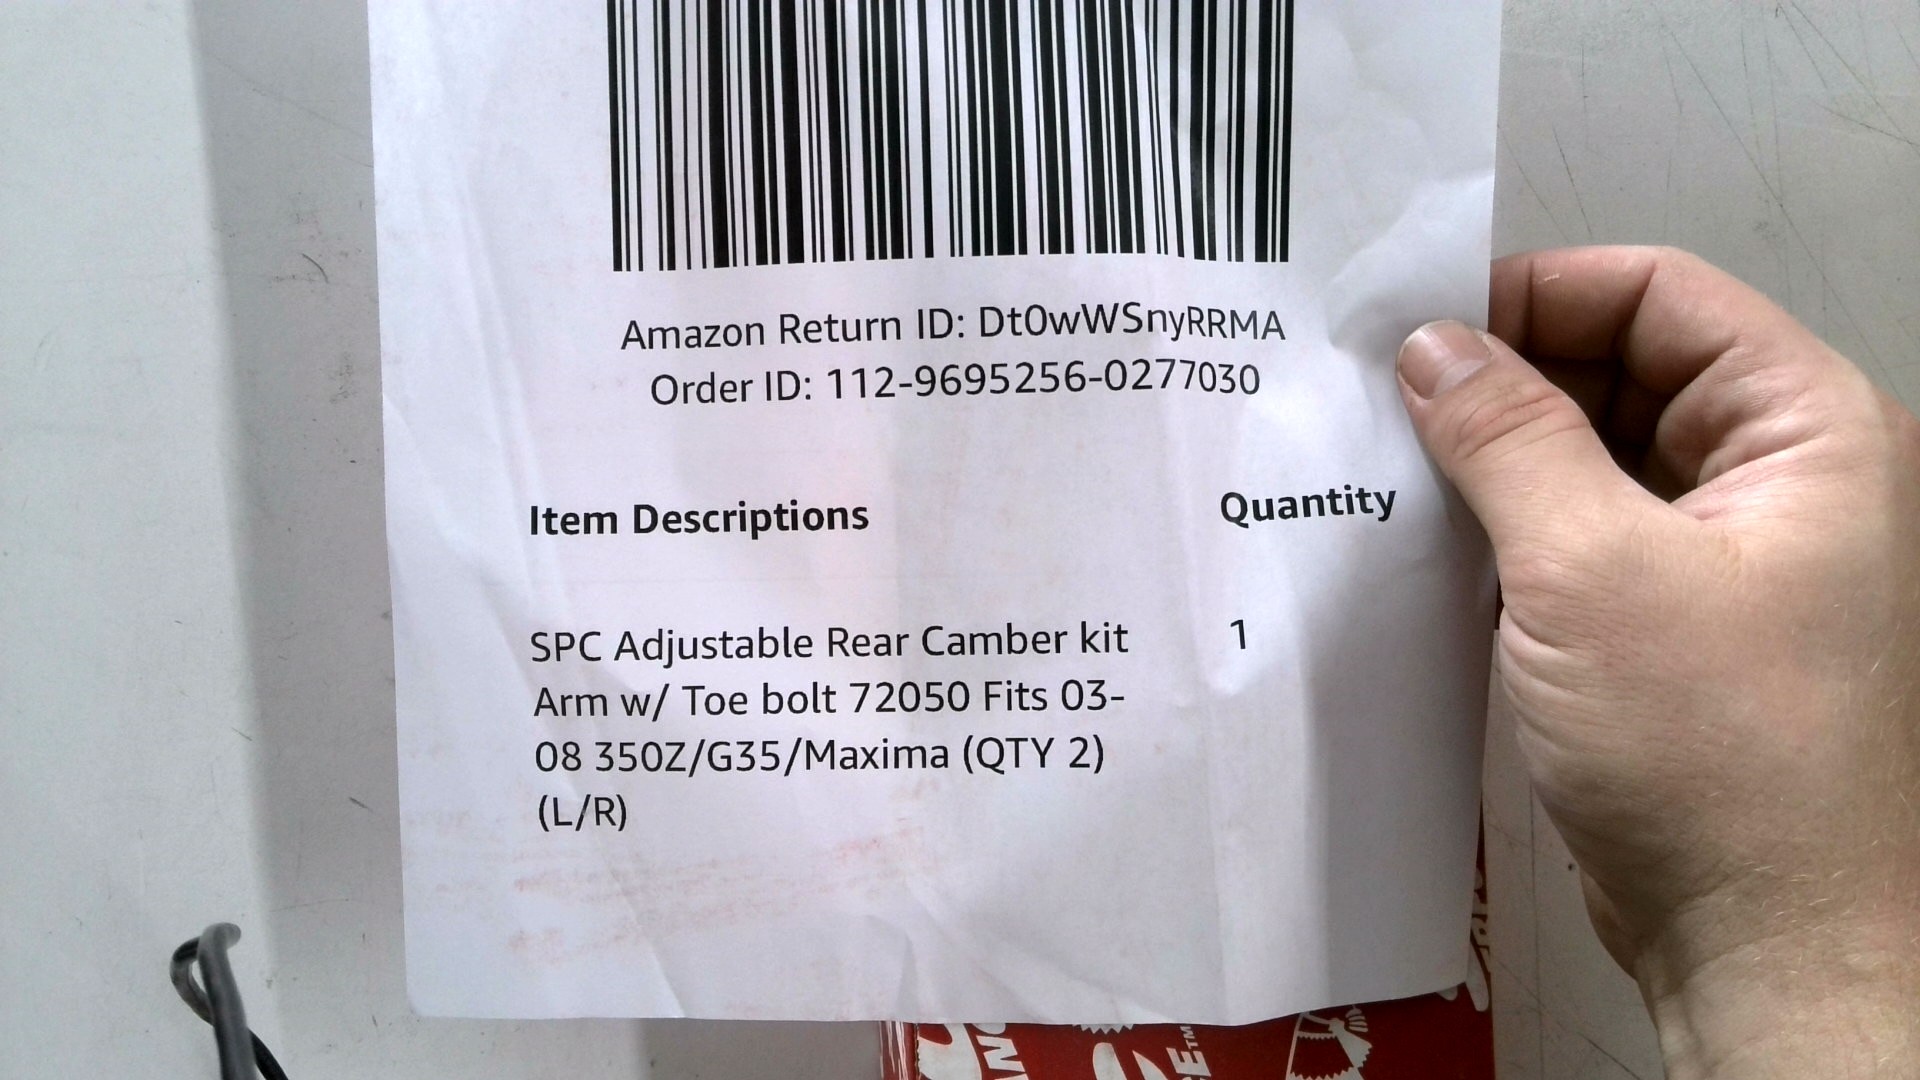 Amazon Return ID: Dt0wWSnyRRMA
Order ID: 112-9695256-0277030
Item Descriptions Quantity
SPC Adjustable Rear Camber kit 1
Arm w/ Toe bolt 72050 Fits 03-
08 350Z/G35/Maxima (QTY 2)
(L/R)